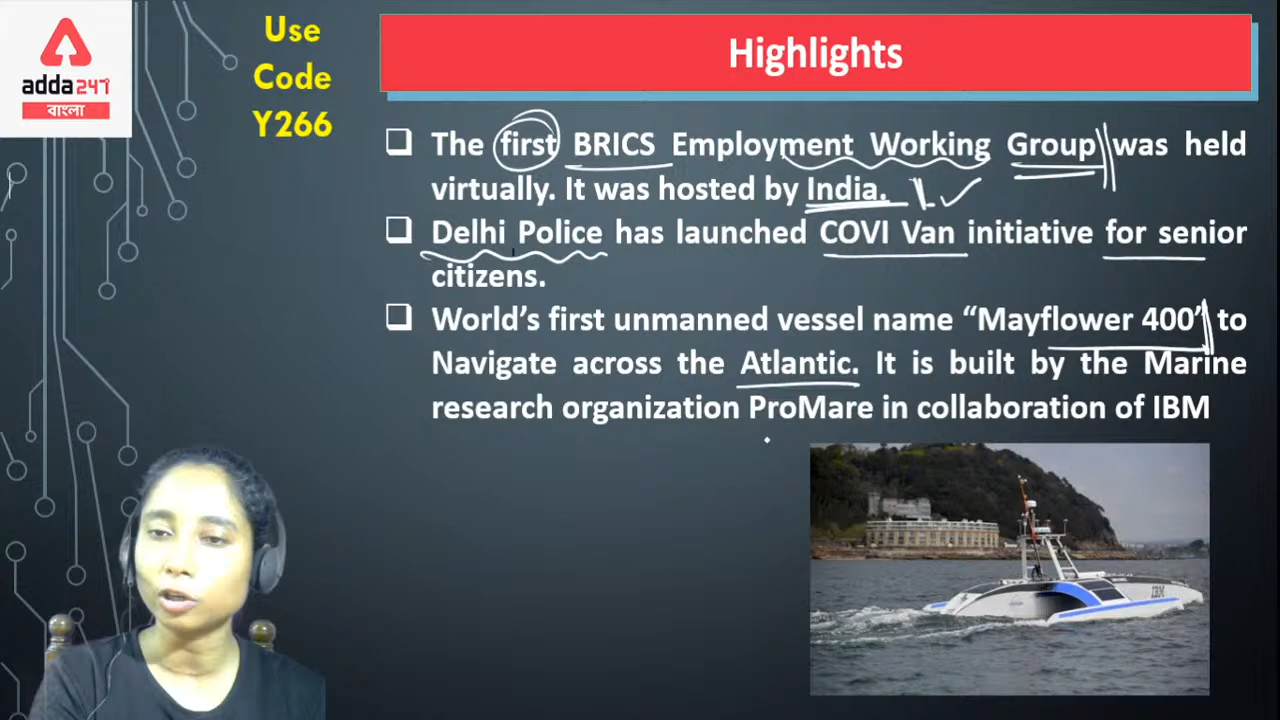 adda247
বাংলা
Use
Code
Y266
Highlights
The first BRICS Employment Working Group was held
virtually. It was hosted by India.
Delhi Police has launched COVI Van initiative for senior
citizens.
World's first unmanned vessel name “Mayflower 400” to
Navigate across the Atlantic. It is built by the Marine
research organization ProMare in collaboration of IBM
IBM